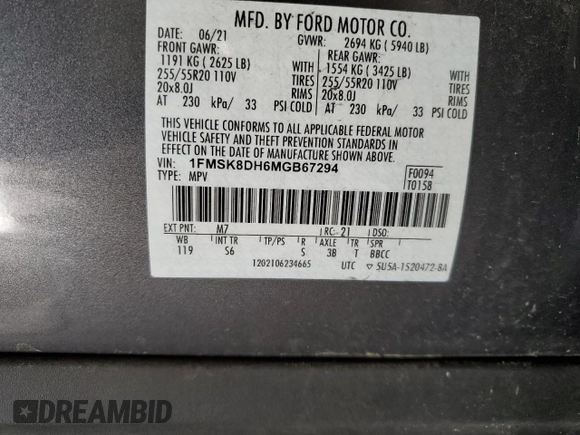 MFD. BY FORD MOTOR CO.
DATE: 06/21 GVWR: 2694 KG ( 5940 LB)
FRONT GAWR: REAR GAWR:
1191 KG ( 2625 LB) WITH 1554 KG ( 3425 LB) WITH
255/55R20 110V TIRES 255/55R20 110V TIRES
20x8.0J RIMS 20x8.0J RIMS
AT 230 kPa/ 33 PSI COLD AT 230 kPa/ 33 PSI COLD
THIS VEHICLE CONFORMS TO ALL APPLICABLE FEDERAL MOTOR
VEHICLE SAFETY AND THEFT PREVENTION STANDARDS IN
EFFECT ON THE DATE OF MANUFACTURE SHOWN ABOVE.
VIN: 1FMSK8DH6MGB67294 F0094
TYPE: MPV T0158
EXT PNT: M7 RC: 21 DSO:
WB INT TR TP/PS R AXLE TR SPR
119 S6 S 3B T BBCC
1202106234665 UTC ▽ 5U5A-1520472-BA
DREAMBID